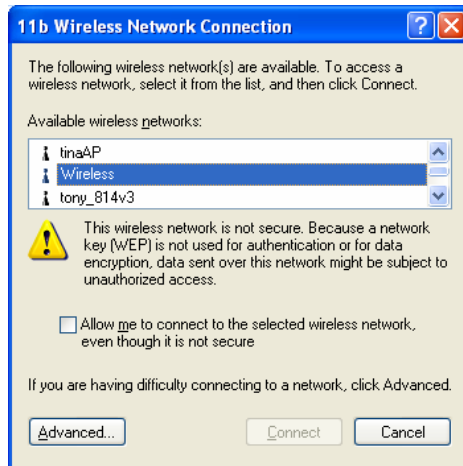 11b Wireless Network Connection
The following wireless network(s) are available. To access a
wireless network, select it from the list, and then click Connect.
Available wireless networks:
tinaAP
Wireless
tony_814v3
This wireless network is not secure. Because a network
key (WEP) is not used for authentication or for data
encryption, data sent over this network might be subject to
unauthorized access.
Allow me to connect to the selected wireless network,
even though it is not secure
If you are having difficulty connecting to a network, click Advanced.
Advanced... Connect Cancel